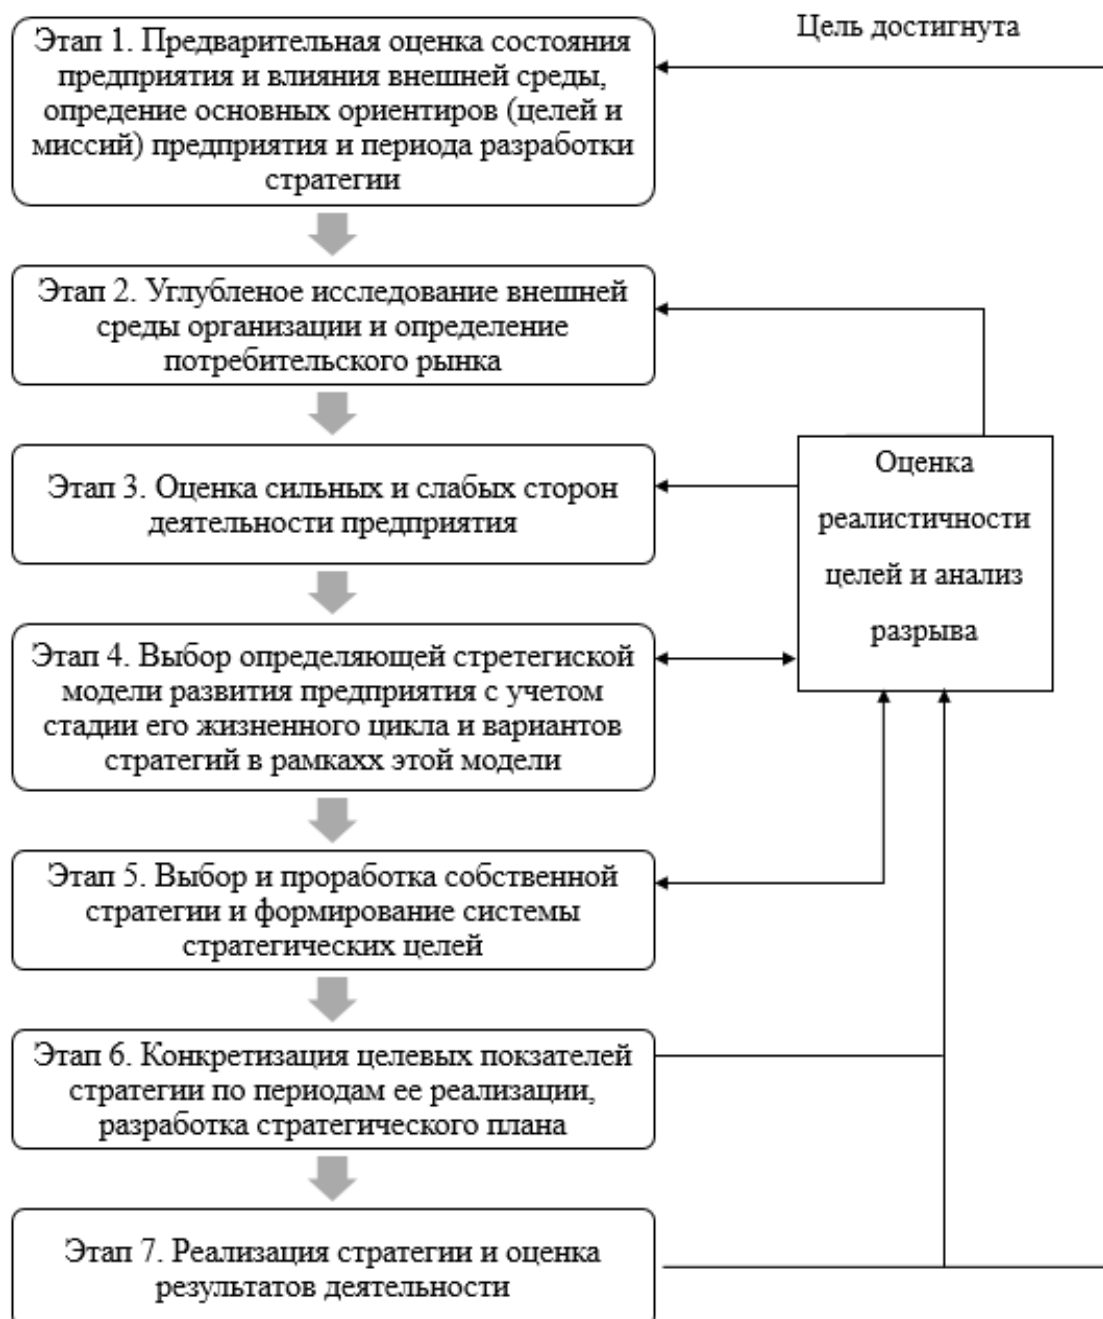 Цель достигнута
Этап 1. Предварительная оценка состояния
предприятия и влияния внешней среды,
опредение основных ориентиров (целей и
миссий) предприятия и периода разработки
стратегии
Этап 2. Углубленое исследование внешней
среды организации и определение
потребительского рынка
Этап 3. Оценка сильных и слабых сторон
деятельности предприятия
Оценка
реалистичности
целей и анализ
разрыва
Этап 4. Выбор определяющей стретегиской
модели развития предприятия с учетом
стадии его жизненного цикла и вариантов
стратегий в рамкахх этой модели
Этап 5. Выбор и проработка собственной
стратегии и формирование системы
стратегических целей
Этап 6. Конкретизация целевых покзателей
стратегии по периодам ее реализации,
разработка стратегического плана
Этап 7. Реализация стратегии и оценка
результатов деятельности